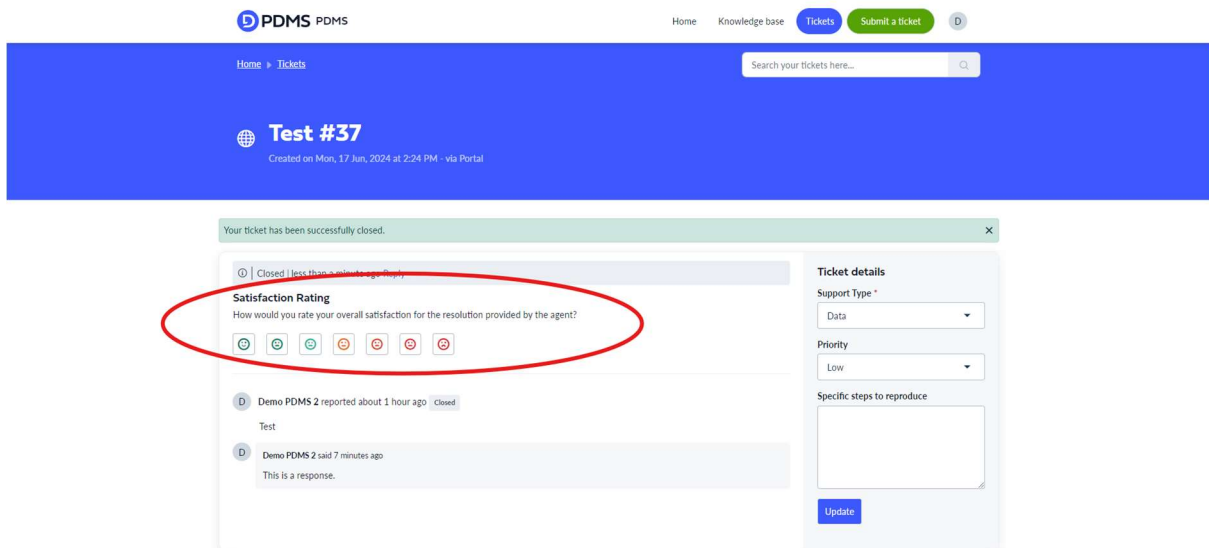 PDMS PDMS
Home Knowledge base Tickets Submit a ticket D
Home Tickets
Search your tickets here...
Test #37
Created on Mon, 17 Jun, 2024 at 2:24 PM - via Portal
Your ticket has been successfully closed.
Closed | less than a minute ago Reply
Satisfaction Rating
How would you rate your overall satisfaction for the resolution provided by the agent?
D Demo PDMS 2 reported about 1 hour ago Closed
Test
D Demo PDMS 2 said 7 minutes ago
This is a response.
Ticket details
Support Type *
Data
Priority
Low
Specific steps to reproduce
Update